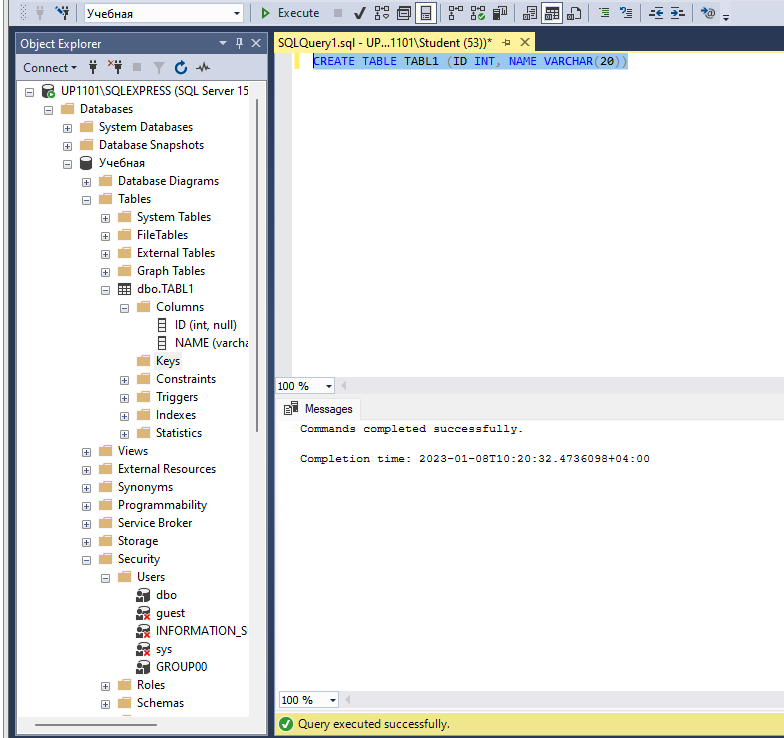 Учебная
Execute
Object Explorer
Connect
UP1101\SQLEXPRESS (SQL Server 15
Databases
System Databases
Database Snapshots
Учебная
Database Diagrams
Tables
System Tables
FileTables
External Tables
Graph Tables
dbo.TABL1
Columns
ID (int, null)
NAME (varcha
Keys
Constraints
Triggers
Indexes
Statistics
Views
External Resources
Synonyms
Programmability
Service Broker
Storage
Security
Users
dbo
guest
INFORMATION_S
sys
GROUP00
Roles
Schemas
SQLQuery1.sql - UP...1101\Student (53))*
CREATE TABLE TABL1 (ID INT, NAME VARCHAR(20))
100 %
Messages
Commands completed successfully.
Completion time: 2023-01-08T10:20:32.4736098+04:00
100 %
Query executed successfully.